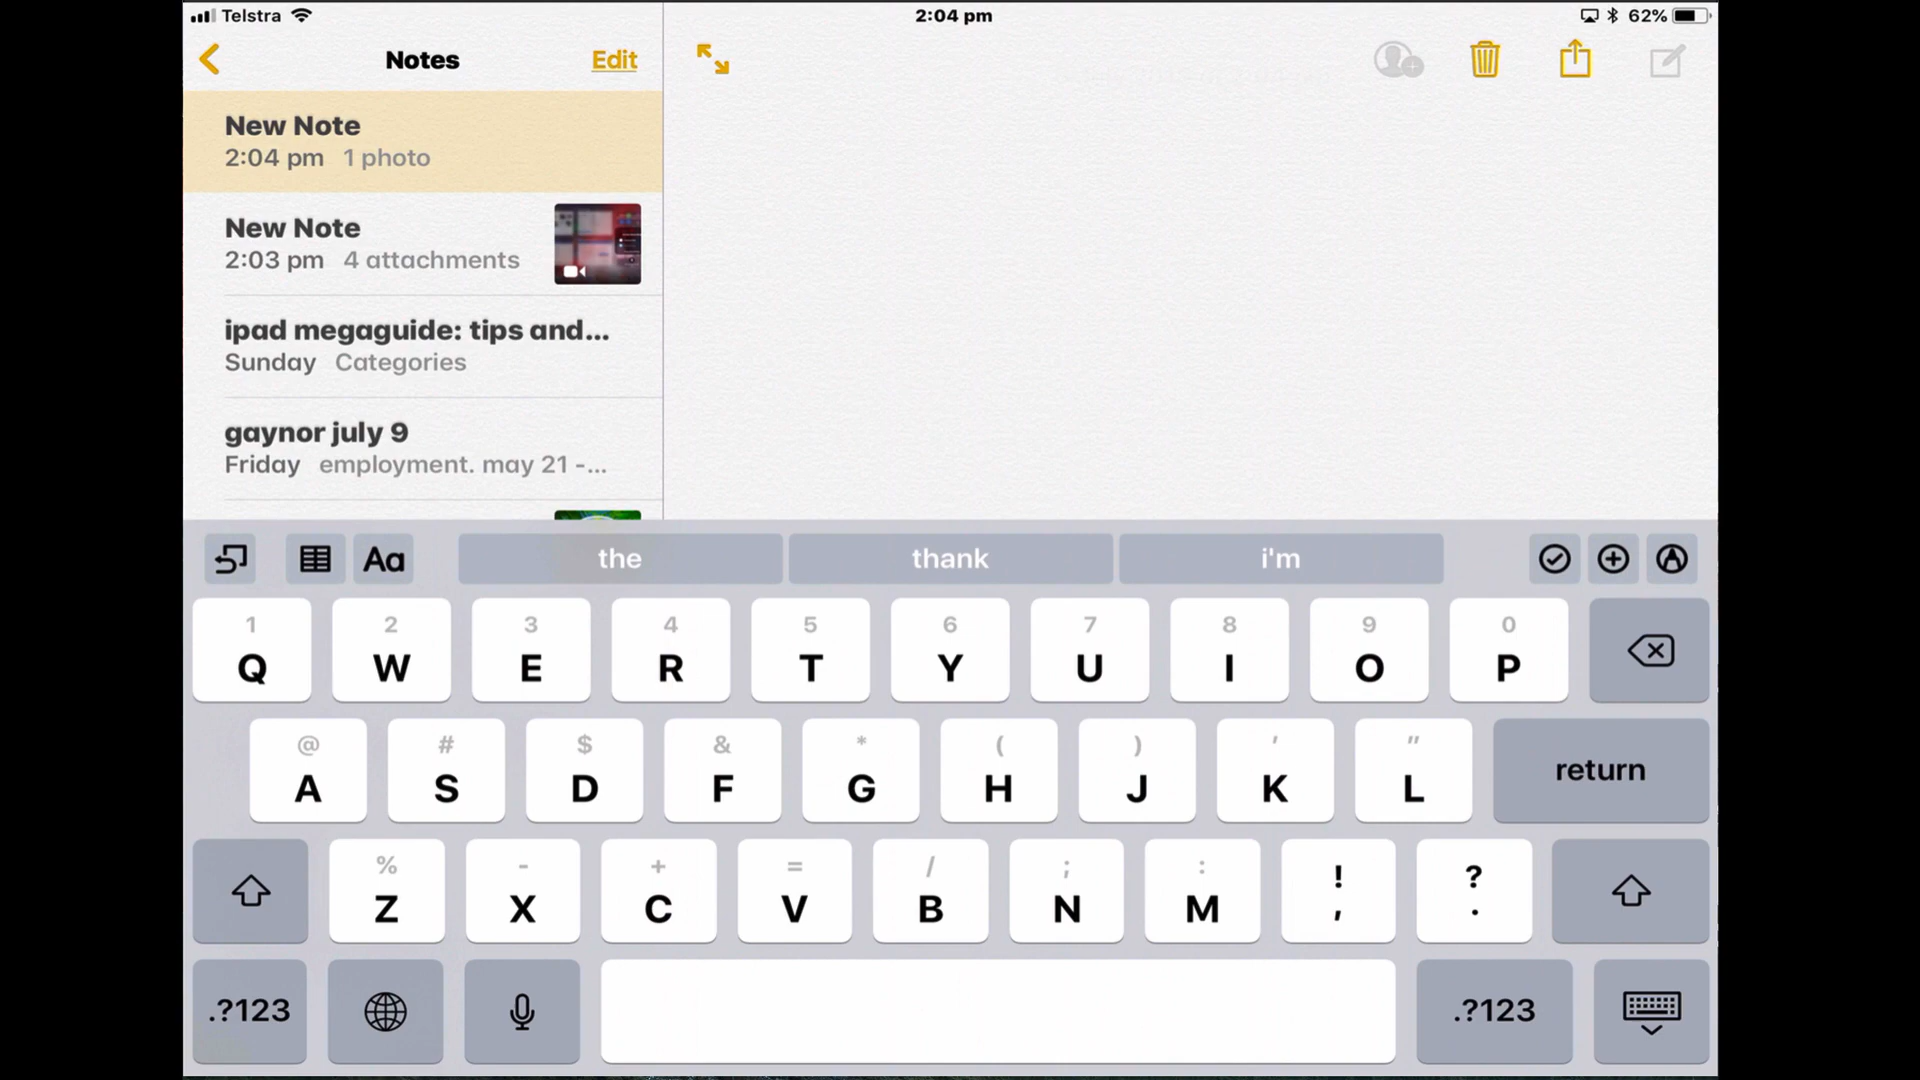 Telstra 2:04 pm 62%
Notes Edit
New Note
2:04 pm 1 photo
New Note
2:03 pm 4 attachments
ipad megaguide: tips and...
Sunday Categories
gaynor july 9
Friday employment. may 21 -...
Aa the thank i'm
1 2 3 4 5 6 7 8 9 0
Q W E R T Y U I O P
@ # $ & * ( ) ' "
A S D F G H J K L return
% - + = / ; : ! ?
Z X C V B N M , .
.?123 .?123